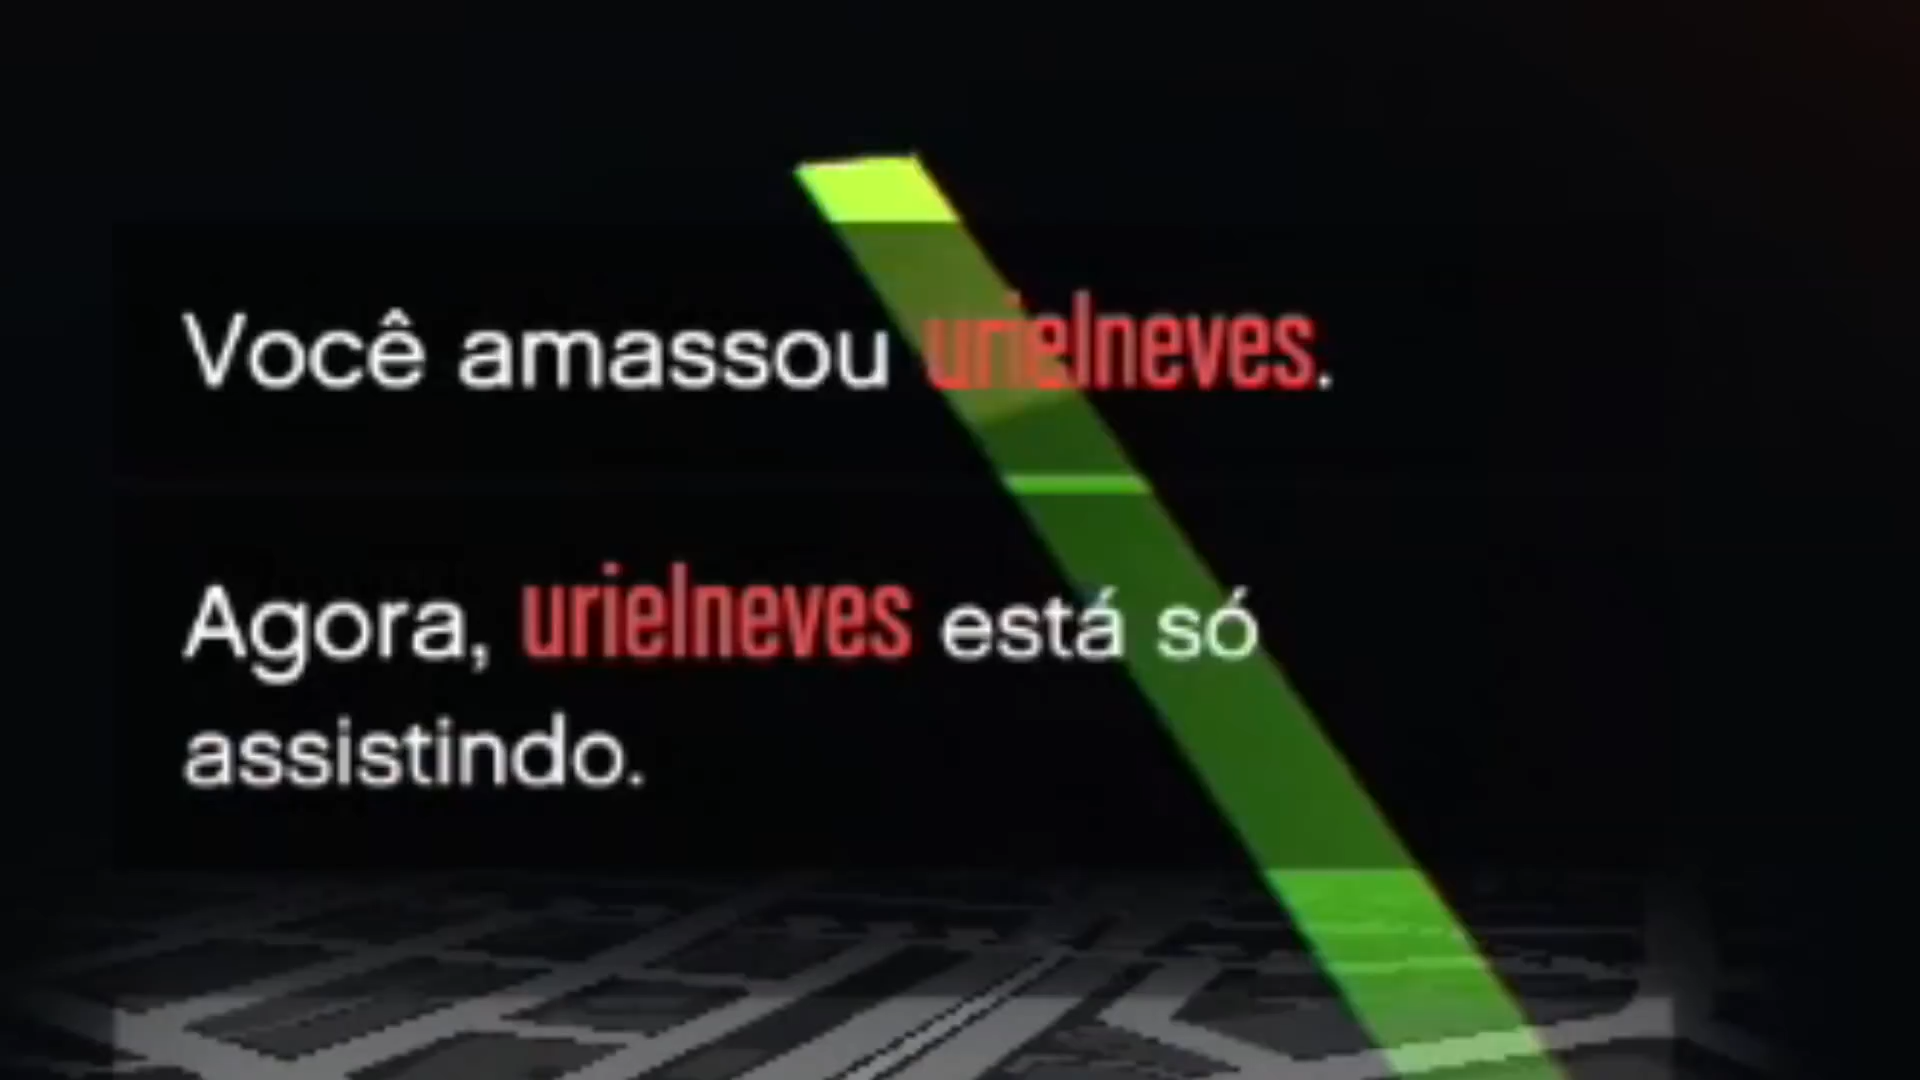 Você amassou urielneves.
Agora, urielneves está só
assistindo.